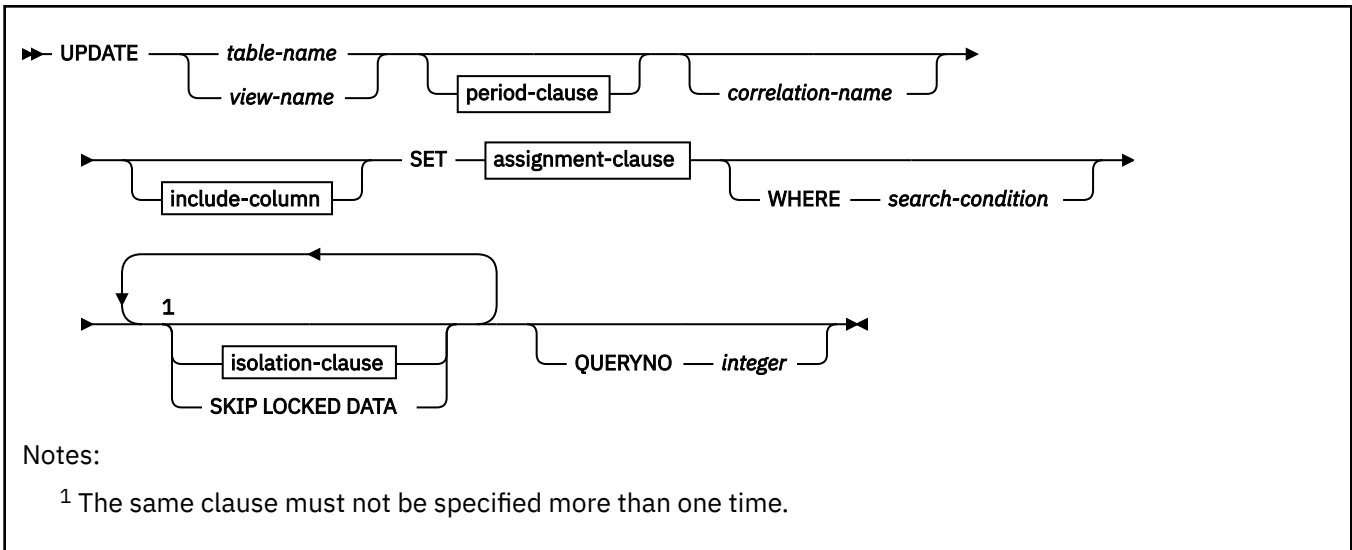 UPDATE table-name
view-name
period-clause
correlation-name
include-column
SET assignment-clause
WHERE search-condition
1
isolation-clause
SKIP LOCKED DATA
QUERYNO integer
Notes:
1 The same clause must not be specified more than one time.